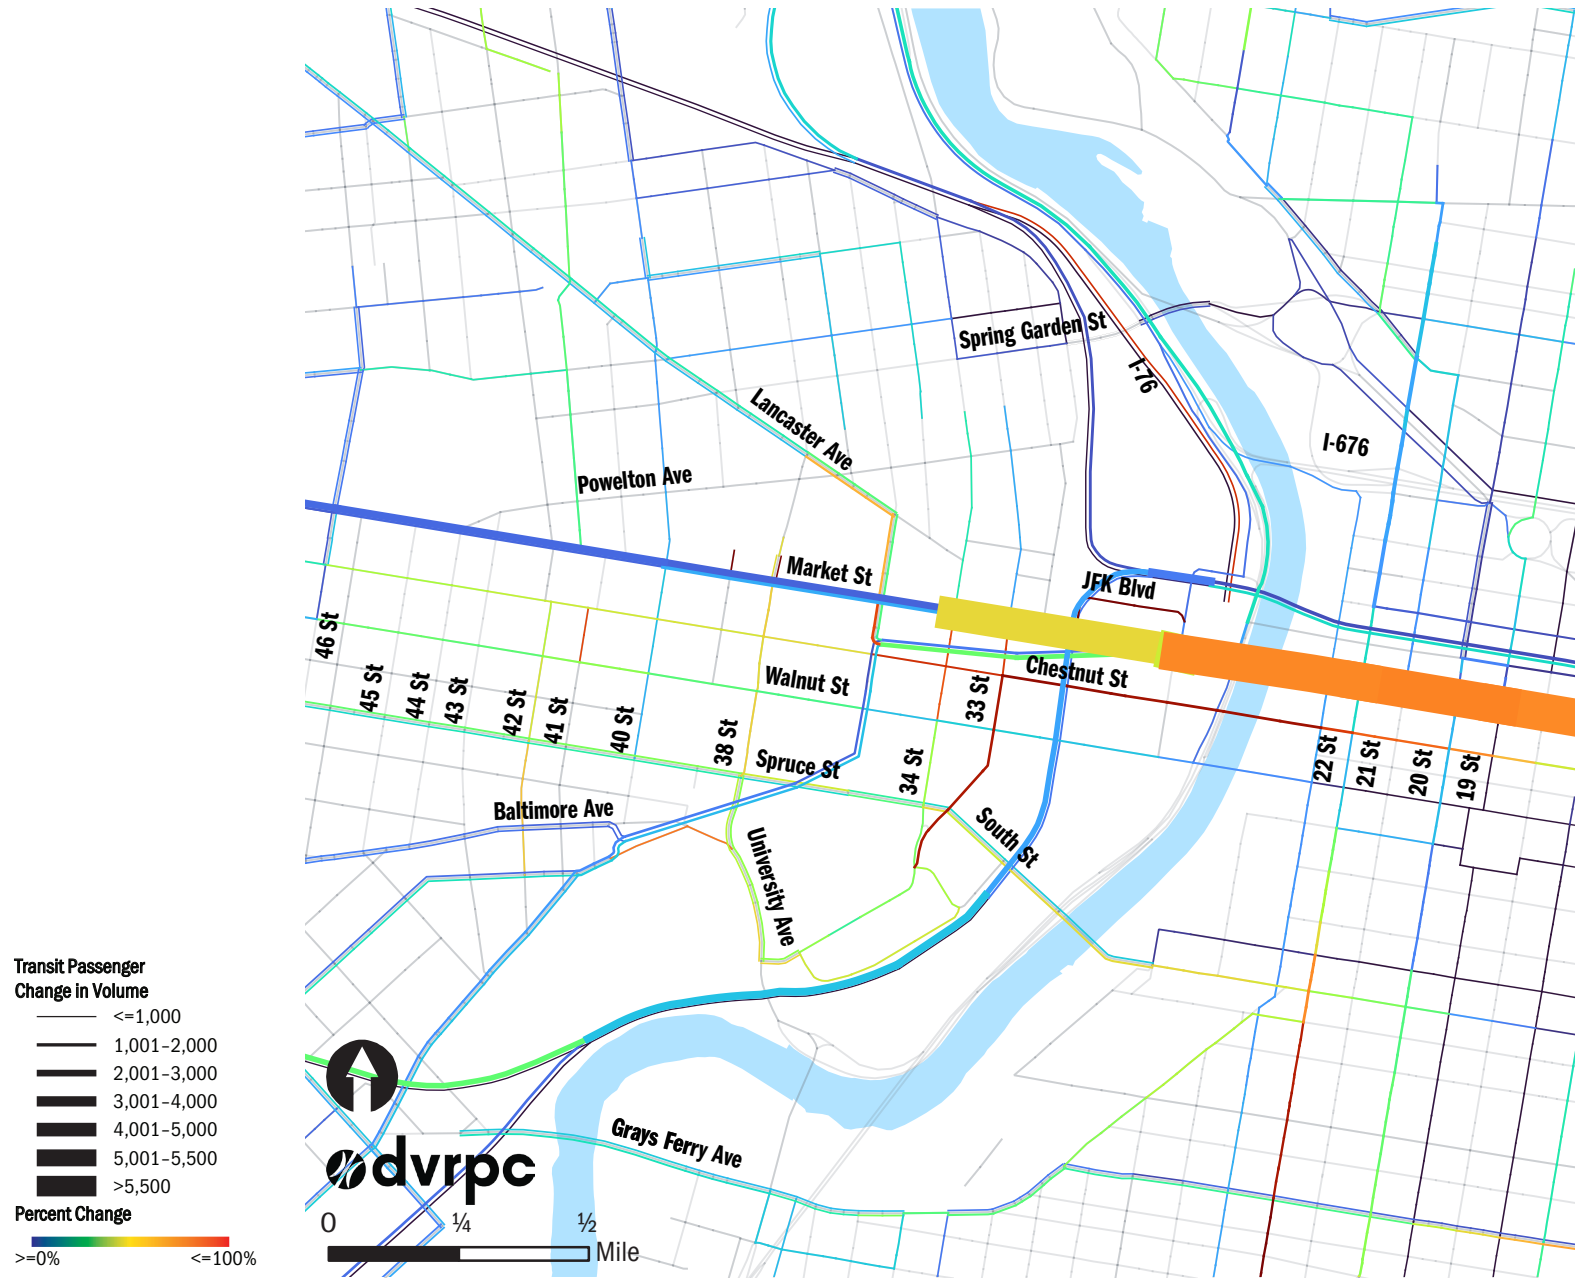 Spring Garden St
I-76
I-676
Lancaster Ave
Powelton Ave
Market St
JFK Blvd
Chestnut St
46 St
45 St
44 St
43 St
42 St
41 St
40 St
38 St
Walnut St
33 St
34 St
22 St
21 St
20 St
19 St
Spruce St
Baltimore Ave
South St
University Ave
Grays Ferry Ave
Transit Passenger
Change in Volume
<=1,000
1,001–2,000
2,001–3,000
3,001–4,000
4,001–5,000
5,001–5,500
>5,500
Percent Change
>=0% <=100%
dvrpc
0 ¼ ½
Mile